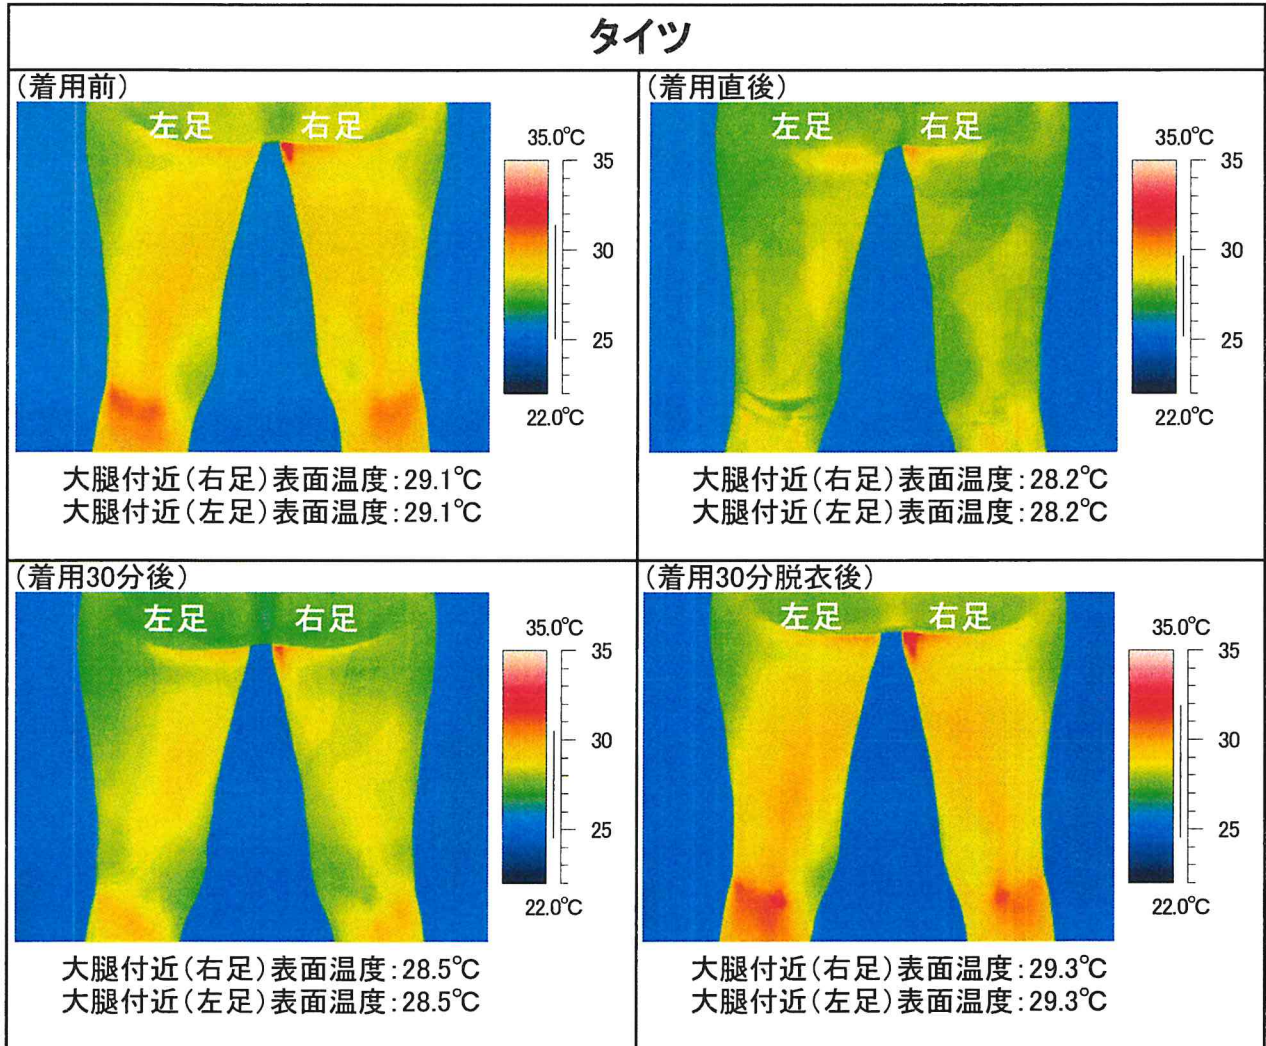 タイツ
(着用前)
左足 右足
35.0℃
35
30
25
22.0℃
大腿付近(右足)表面温度:29.1℃
大腿付近(左足)表面温度:29.1℃
(着用直後)
左足 右足
35.0℃
35
30
25
22.0℃
大腿付近(右足)表面温度:28.2℃
大腿付近(左足)表面温度:28.2℃
(着用30分後)
左足 右足
35.0℃
35
30
25
22.0℃
大腿付近(右足)表面温度:28.5℃
大腿付近(左足)表面温度:28.5℃
(着用30分脱衣後)
左足 右足
35.0℃
35
30
25
22.0℃
大腿付近(右足)表面温度:29.3℃
大腿付近(左足)表面温度:29.3℃